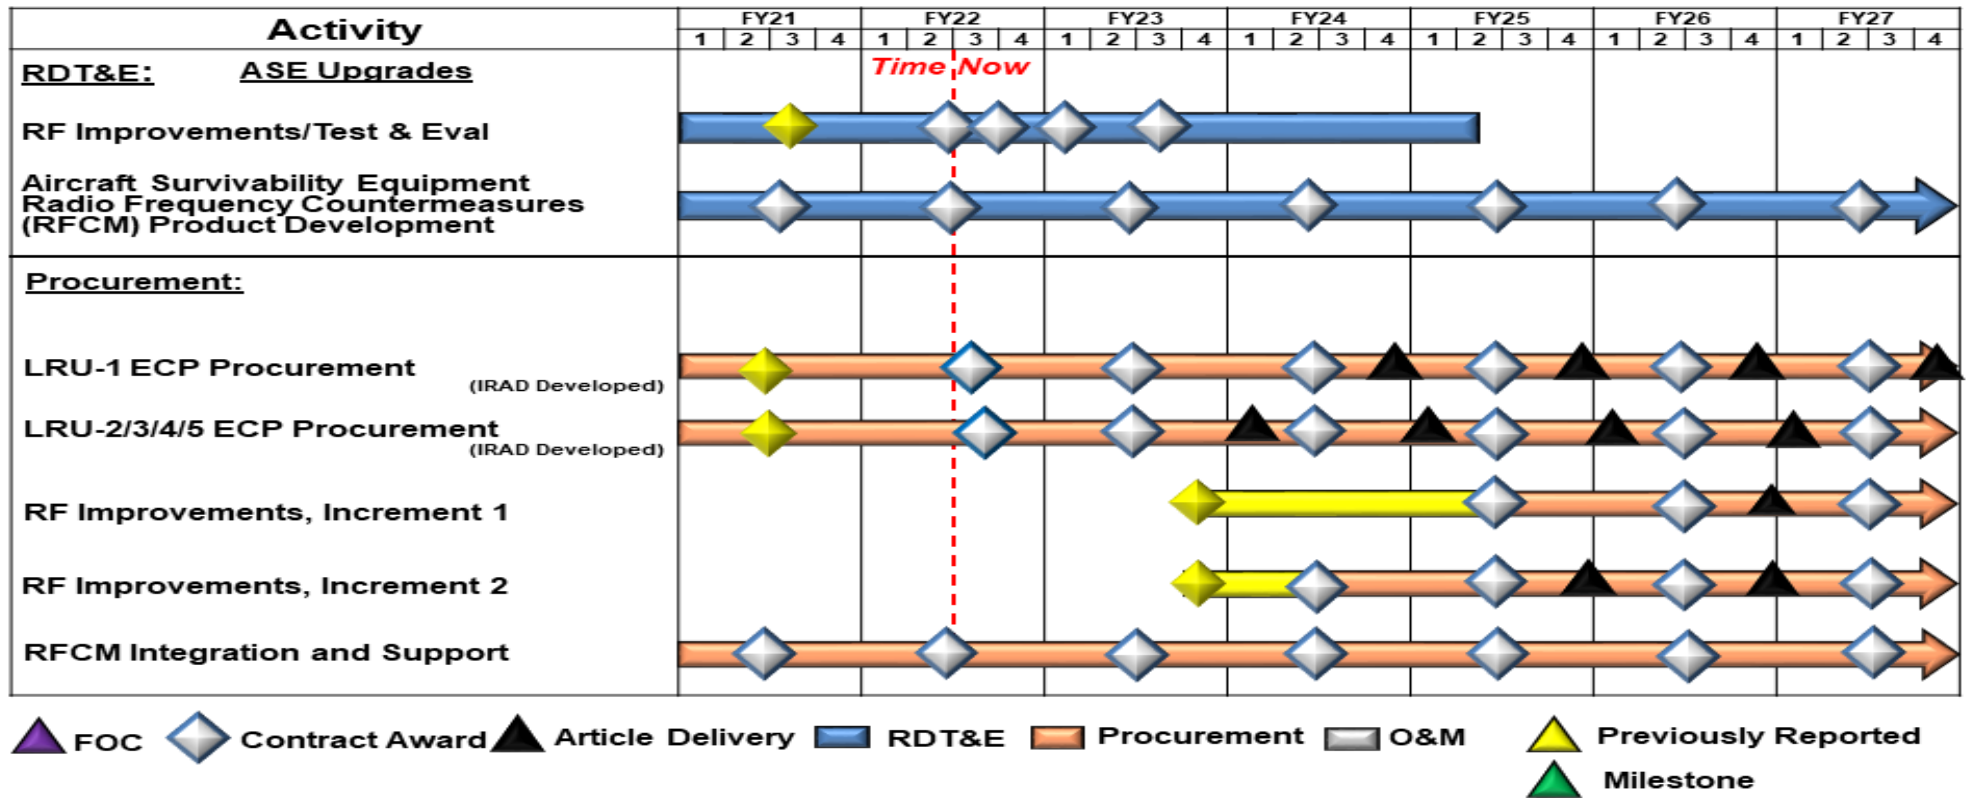 Activity
FY21 FY22 FY23 FY24 FY25 FY26 FY27
1 2 3 4 1 2 3 4 1 2 3 4 1 2 3 4 1 2 3 4 1 2 3 4 1 2 3 4
RDT&E: ASE Upgrades
Time Now
RF Improvements/Test & Eval
Aircraft Survivability Equipment
Radio Frequency Countermeasures
(RFCM) Product Development
Procurement:
LRU-1 ECP Procurement
(IRAD Developed)
LRU-2/3/4/5 ECP Procurement
(IRAD Developed)
RF Improvements, Increment 1
RF Improvements, Increment 2
RFCM Integration and Support
FOC Contract Award Article Delivery RDT&E Procurement O&M Previously Reported
Milestone